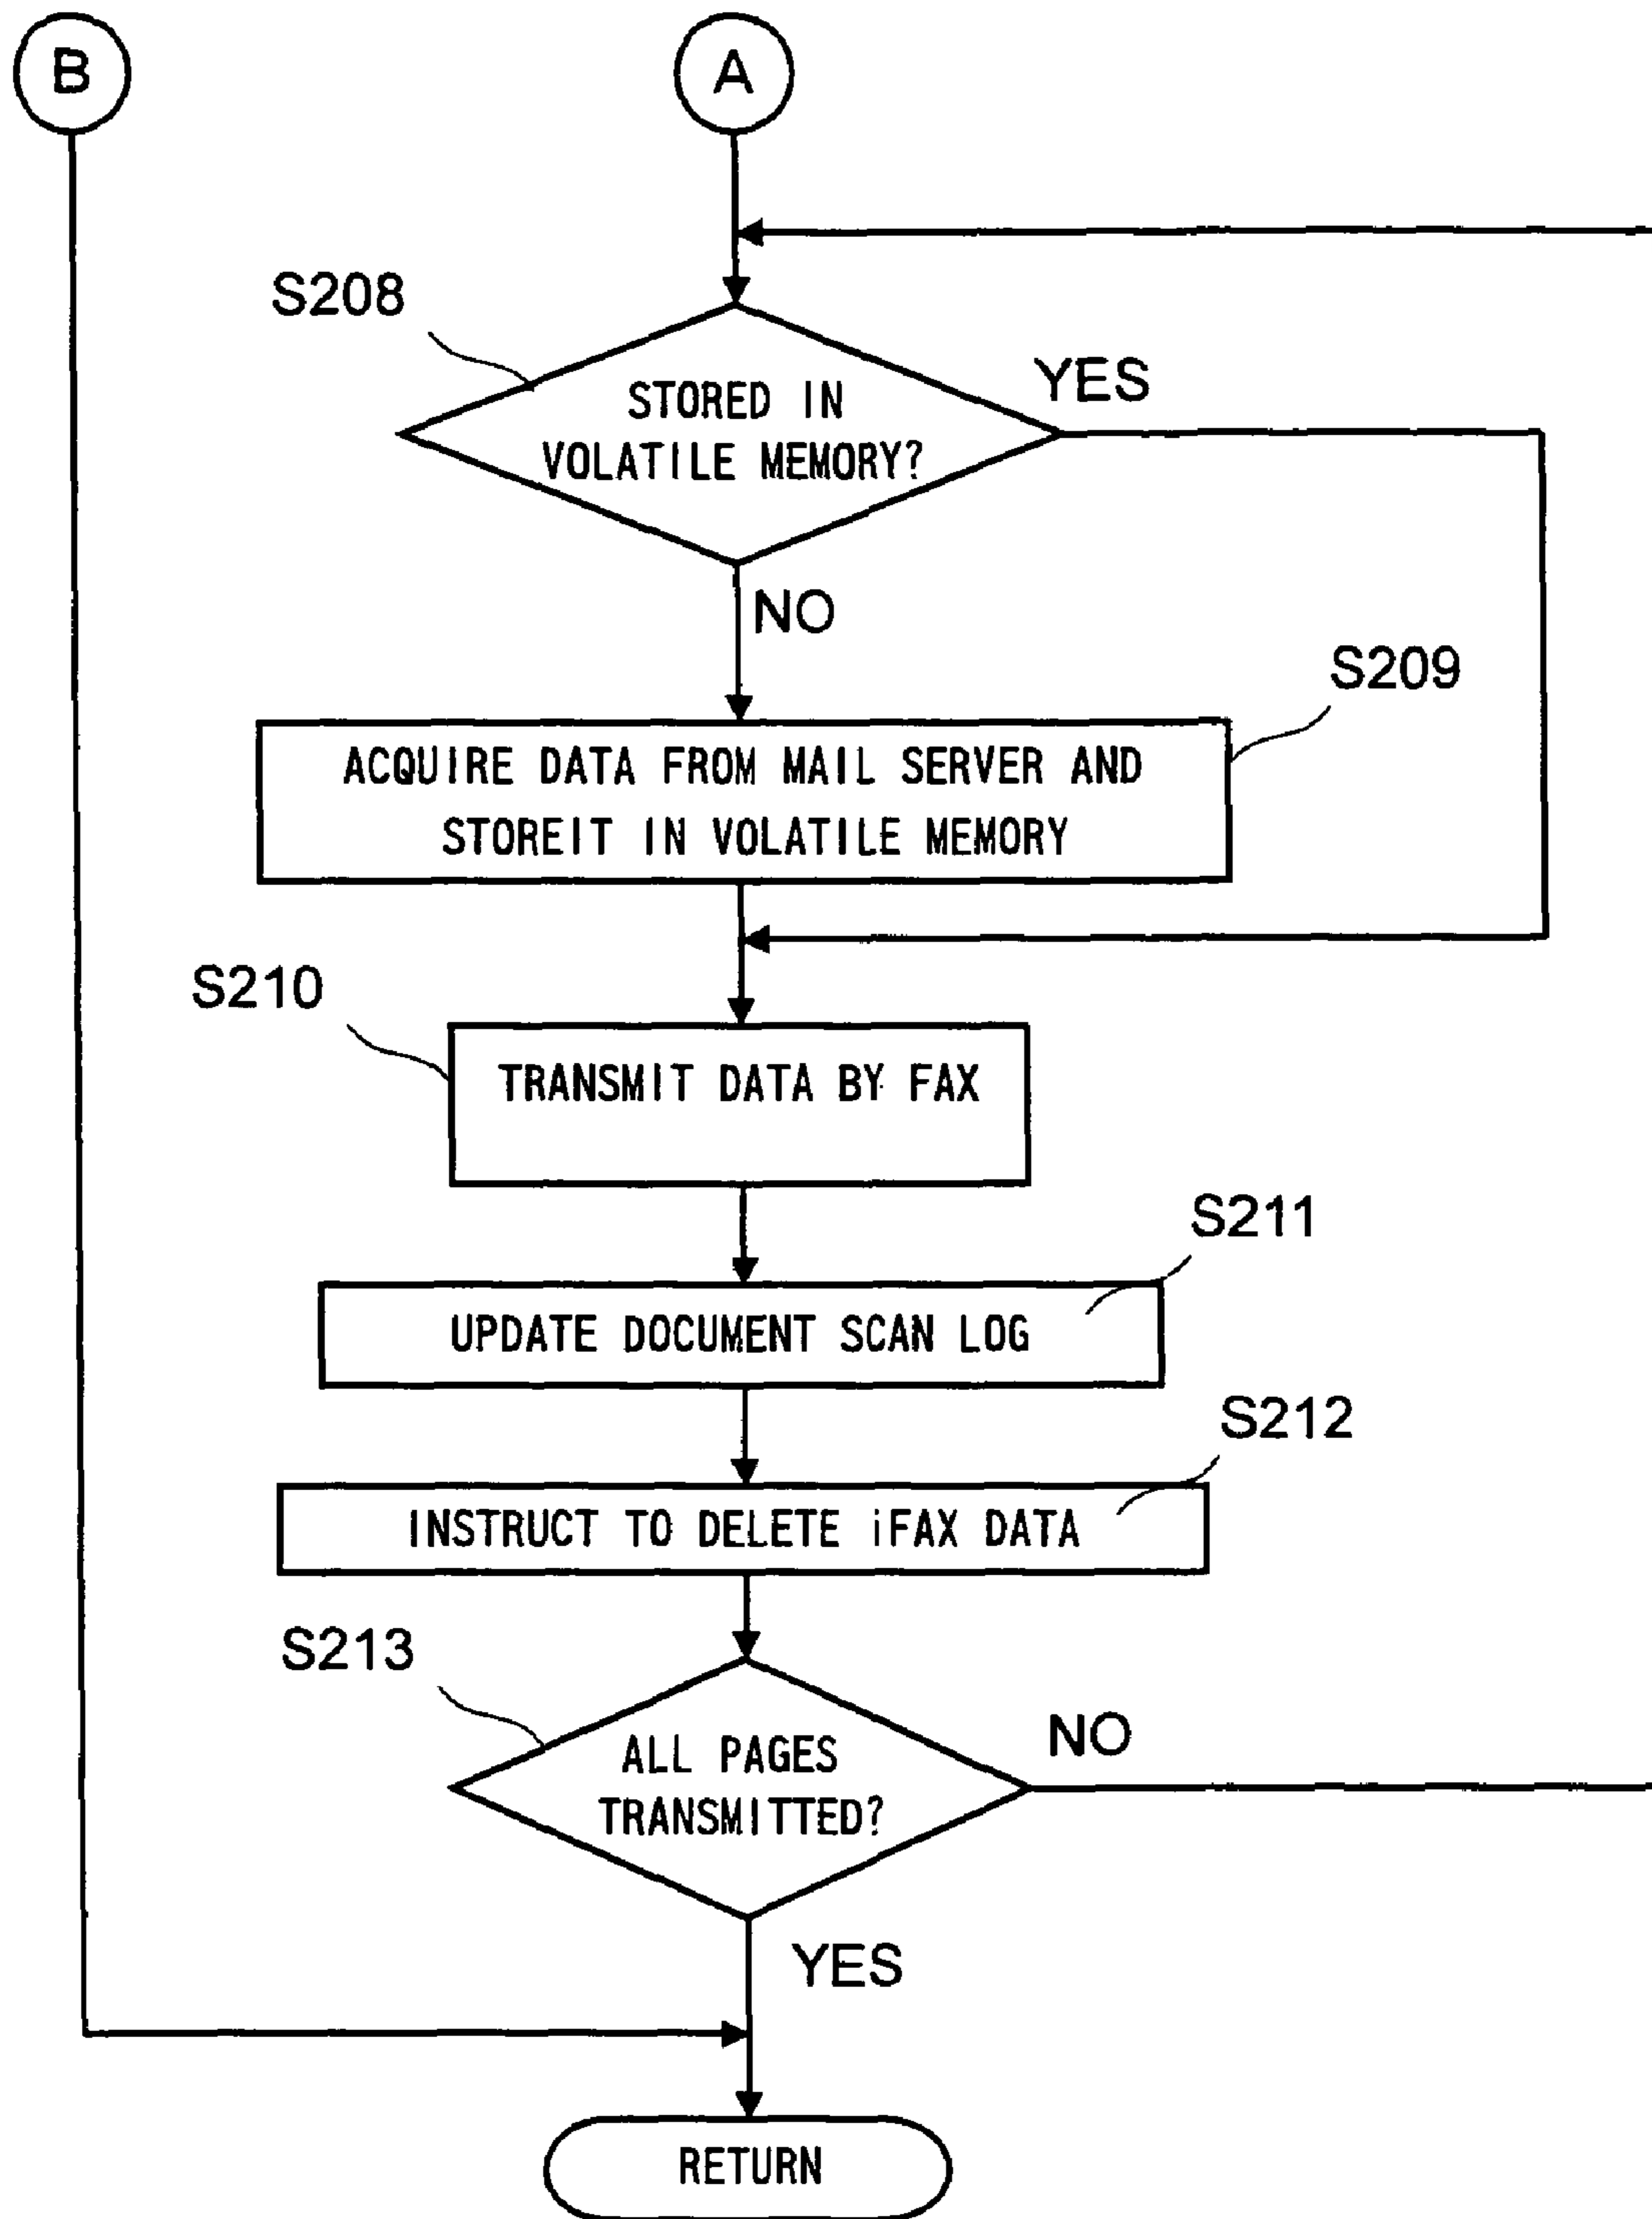 B
A
S208
STORED IN
VOLATILE MEMORY?
YES
NO
S209
ACQUIRE DATA FROM MAIL SERVER AND
STOREIT IN VOLATILE MEMORY
S210
TRANSMIT DATA BY FAX
S211
UPDATE DOCUMENT SCAN LOG
S212
INSTRUCT TO DELETE iFAX DATA
S213
ALL PAGES
TRANSMITTED?
NO
YES
RETURN